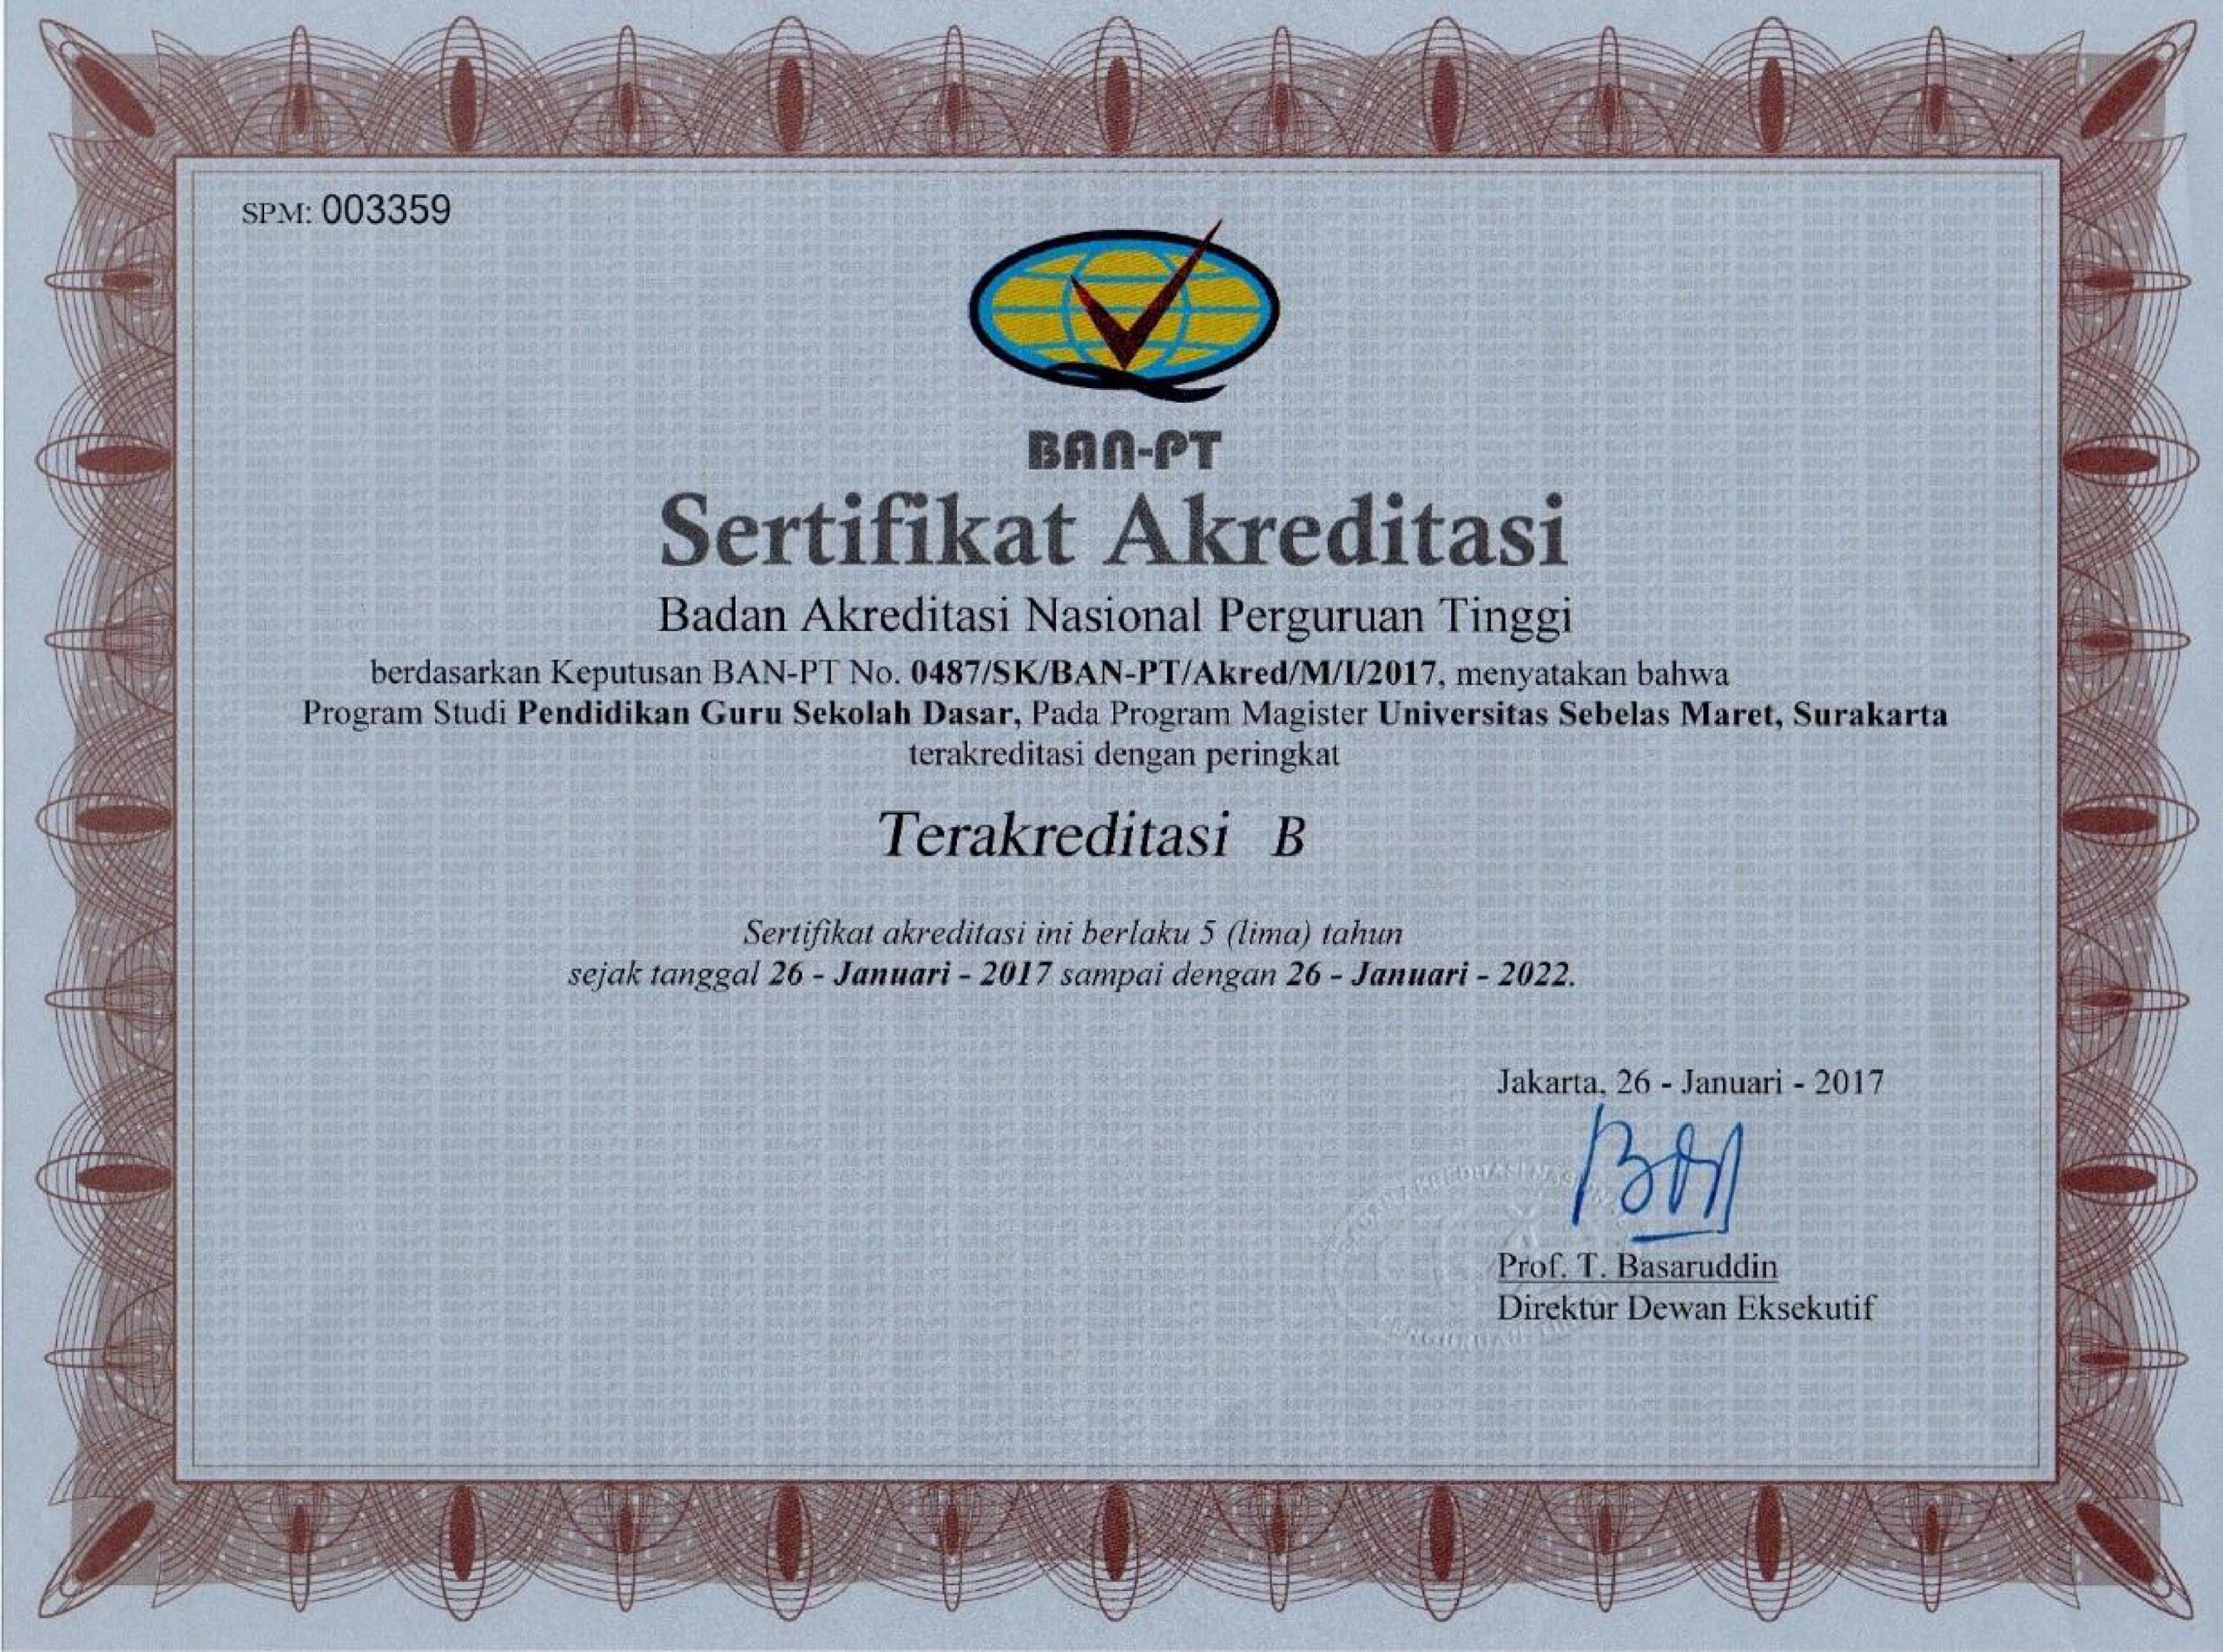 SPM: 003359
BAN-PT
Sertifikat Akreditasi
Badan Akreditasi Nasional Perguruan Tinggi
berdasarkan Keputusan BAN-PT No. 0487/SK/BAN-PT/Akred/M/I/2017, menyatakan bahwa
Program Studi Pendidikan Guru Sekolah Dasar, Pada Program Magister Universitas Sebelas Maret, Surakarta
terakreditasi dengan peringkat
Terakreditasi B
Sertifikat akreditasi ini berlaku 5 (lima) tahun
sejak tanggal 26 - Januari - 2017 sampai dengan 26 - Januari - 2022.
Jakarta, 26 - Januari - 2017
Prof. T. Basaruddin
Direktur Dewan Eksekutif